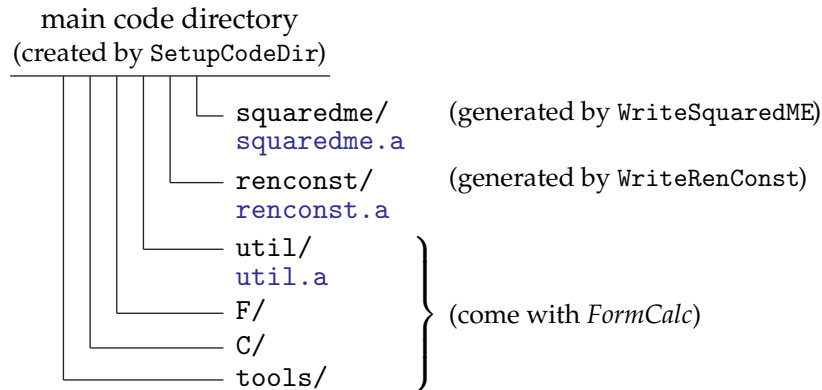 main code directory
(created by SetupCodeDir)
squaredme/ (generated by WriteSquaredME)
squaredme.a
renconst/ (generated by WriteRenConst)
renconst.a
util/
util.a
F/ (come with FormCalc)
C/
tools/